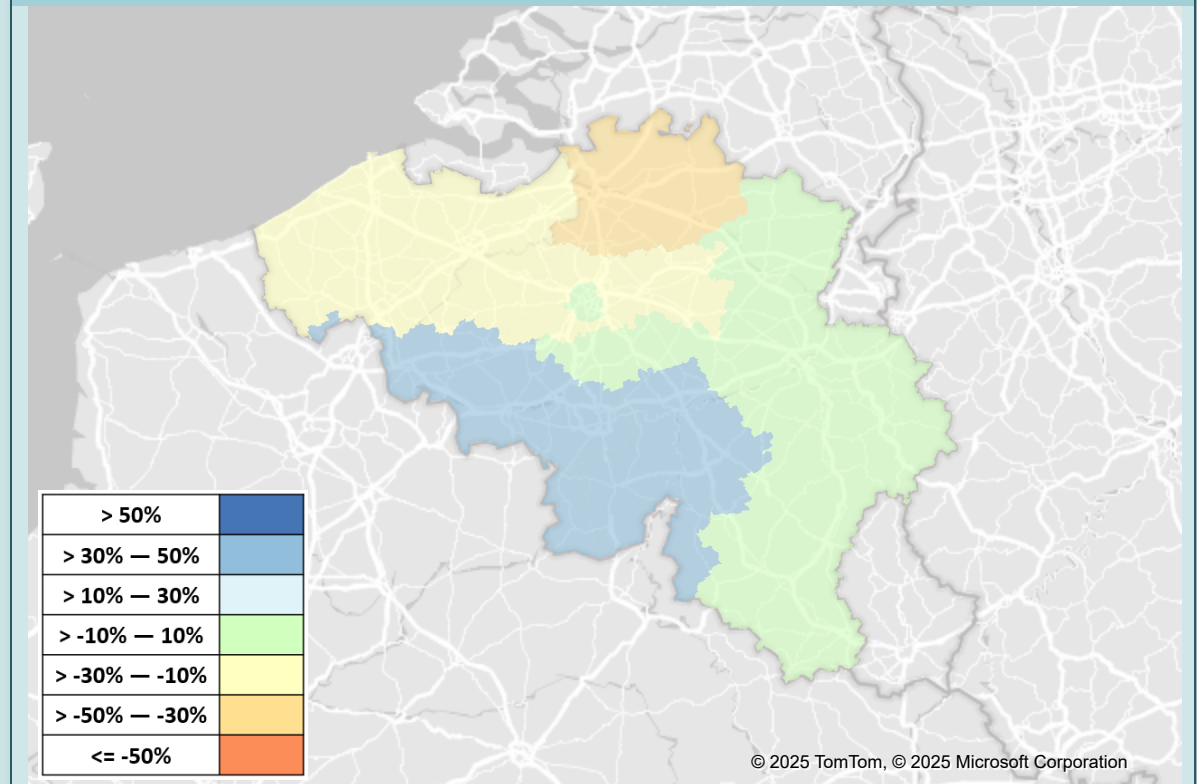 > 50%
> 30% — 50%
> 10% — 30%
> -10% — 10%
> -30% — -10%
> -50% — -30%
<= -50%
© 2025 TomTom, © 2025 Microsoft Corporation